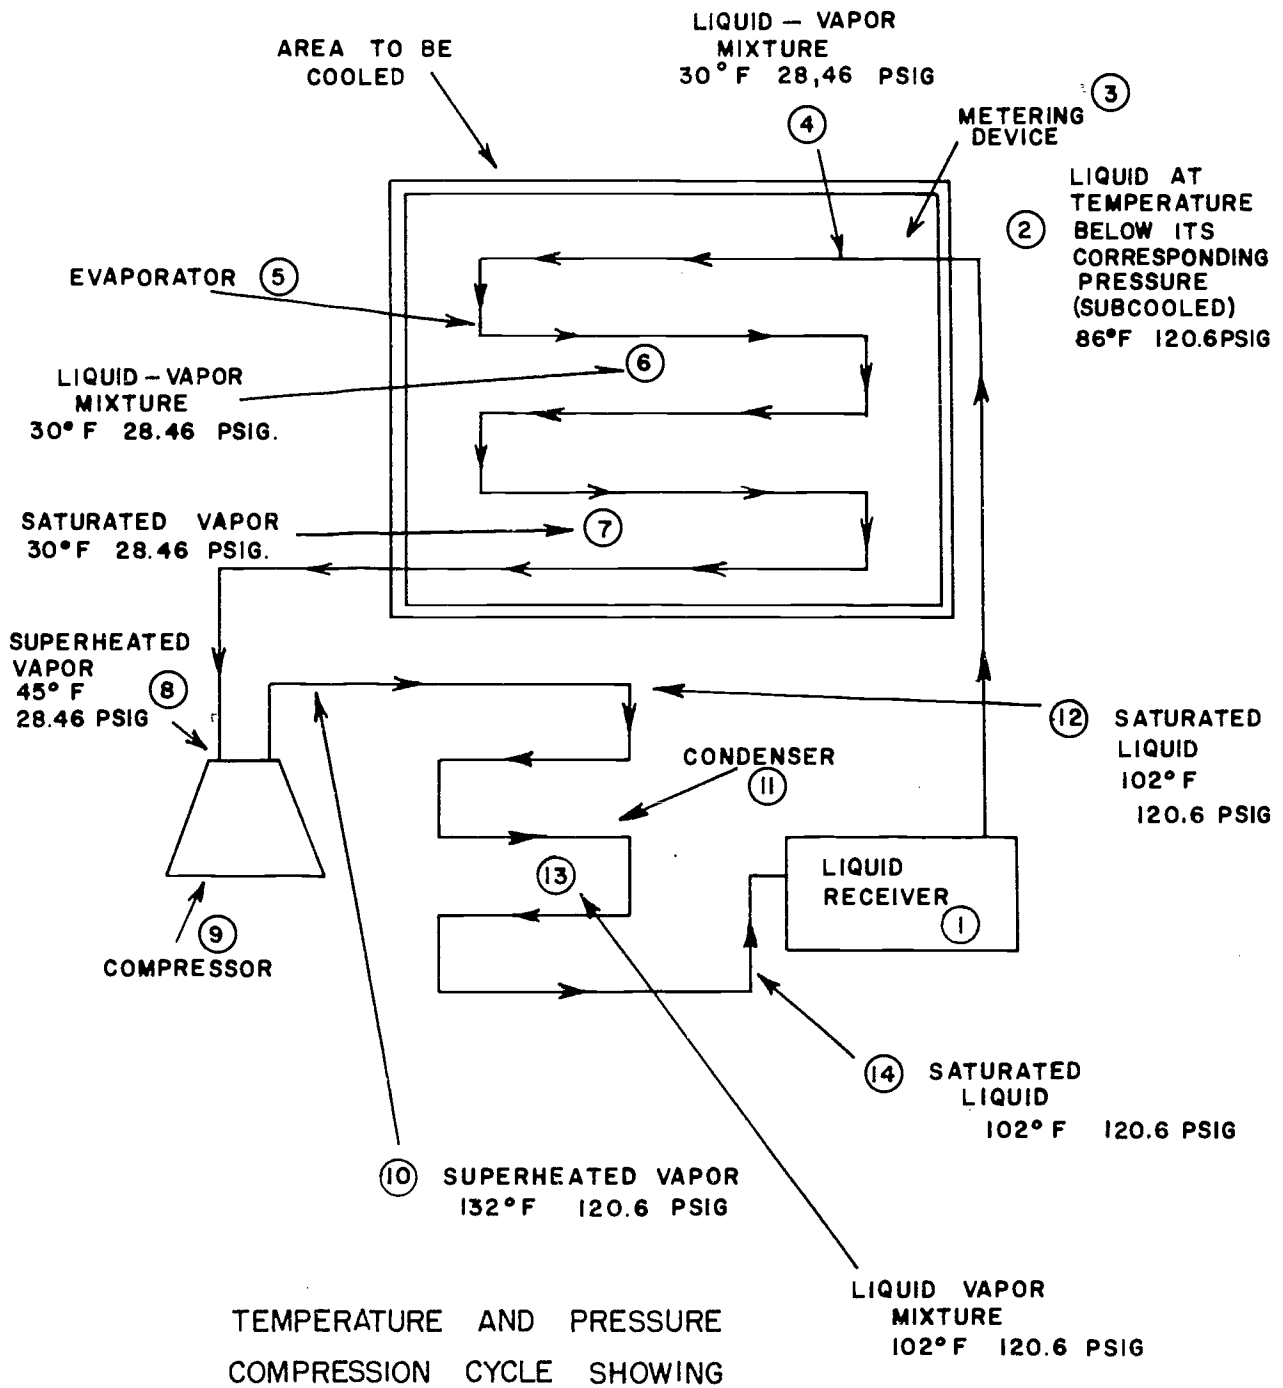 AREA TO BE
COOLED
LIQUID – VAPOR
MIXTURE
30°F 28,46 PSIG
4
3
METERING
DEVICE
2
LIQUID AT
TEMPERATURE
BELOW ITS
CORRESPONDING
PRESSURE
(SUBCOOLED)
86°F 120.6 PSIG
EVAPORATOR 5
6
LIQUID – VAPOR
MIXTURE
30°F 28.46 PSIG.
SATURATED VAPOR
30°F 28.46 PSIG.
7
SUPERHEATED
VAPOR
45°F
28.46 PSIG
8
12 SATURATED
LIQUID
102°F
120.6 PSIG
CONDENSER
11
13
LIQUID
RECEIVER
1
9
COMPRESSOR
14 SATURATED
LIQUID
102°F 120.6 PSIG
10 SUPERHEATED VAPOR
132°F 120.6 PSIG
LIQUID VAPOR
MIXTURE
102°F 120.6 PSIG
TEMPERATURE AND PRESSURE
COMPRESSION CYCLE SHOWING